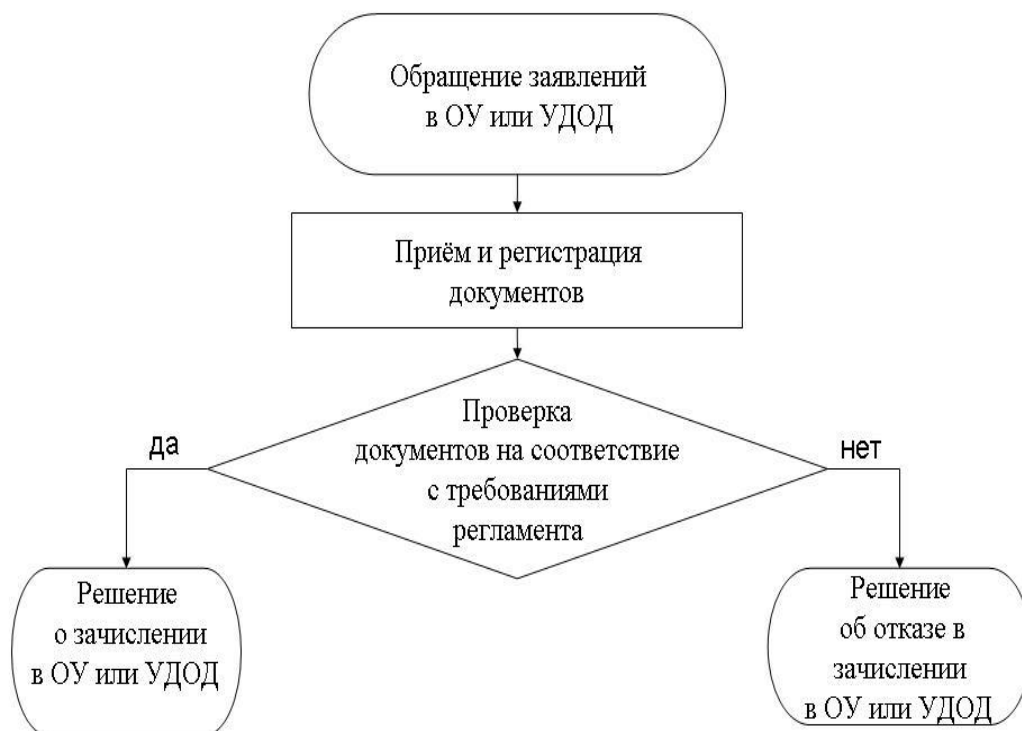 Обращение заявлений
в ОУ или УДОД
Приём и регистрация
документов
Проверка
документов на соответствие
с требованиями
регламента
да
нет
Решение
о зачислении
в ОУ или УДОД
Решение
об отказе в
зачислении
в ОУ или УДОД